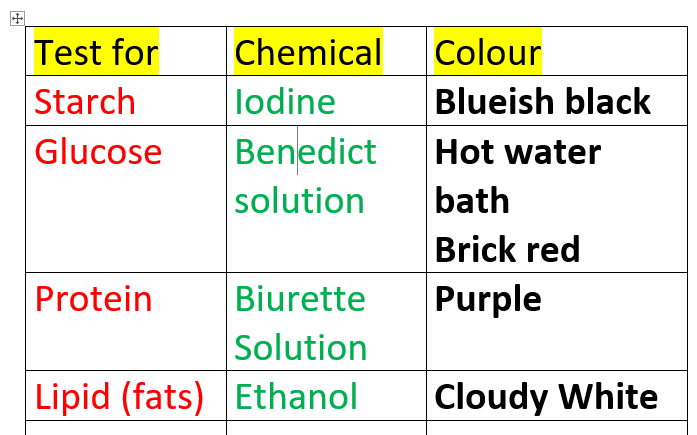 Test for Chemical Colour
Starch Iodine Blueish black
Glucose Benedict Hot water
solution bath
Brick red
Protein Biurette Purple
Solution
Lipid (fats) Ethanol Cloudy White